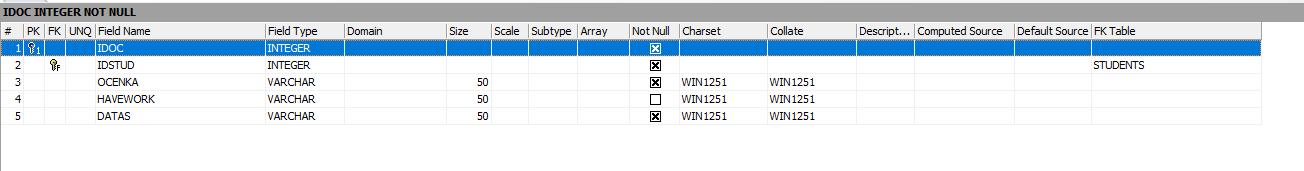 IDOC INTEGER NOT NULL
# PK FK UNQ Field Name Field Type Domain Size Scale Subtype Array Not Null Charset Collate Descript... Computed Source Default Source FK Table
1 1 IDOC INTEGER
2 F IDSTUD INTEGER STUDENTS
3 OCENKA VARCHAR 50 WIN1251 WIN1251
4 HAVEWORK VARCHAR 50 WIN1251 WIN1251
5 DATAS VARCHAR 50 WIN1251 WIN1251